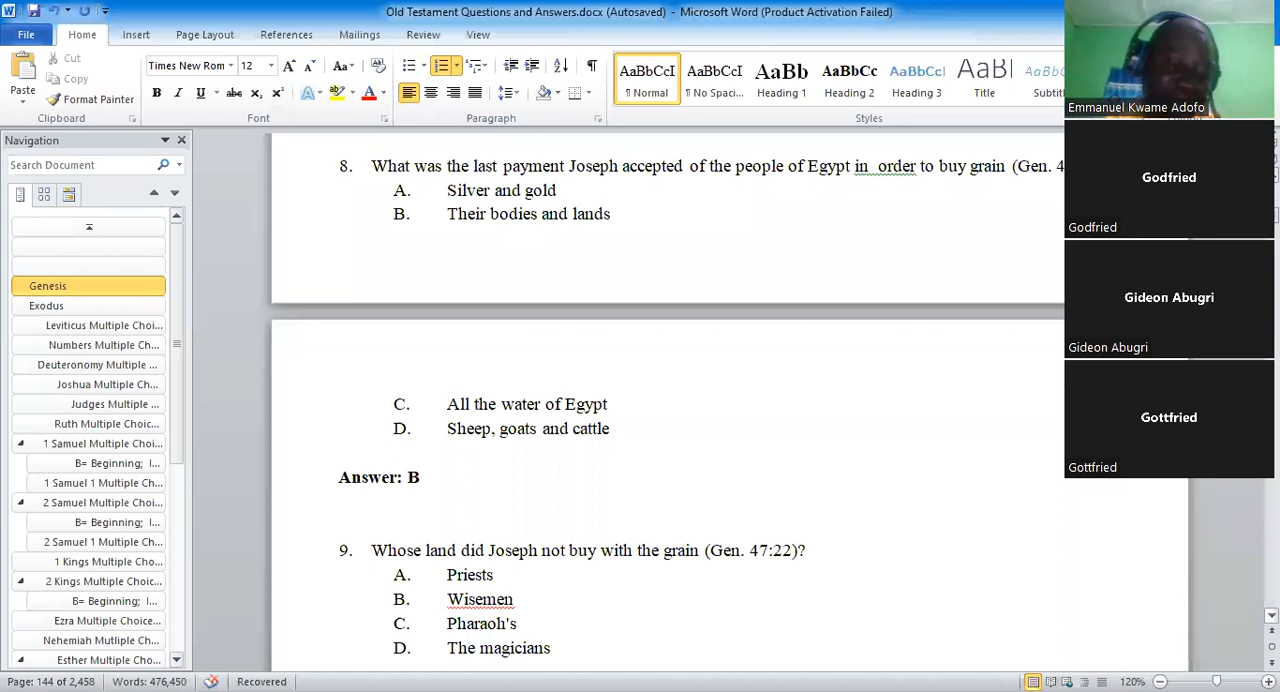 Old Testament Questions and Answers.docx (Autosaved) - Microsoft Word (Product Activation Failed)
File Home Insert Page Layout References Mailings Review View
Cut
Copy
Format Painter
Paste
Clipboard
Times New Rom 12
Font
Paragraph
AaBbCcI AaBbCcI AaBb AaBbCc AaBbCcI AaBl AaBb
¶ Normal ¶ No Spaci... Heading 1 Heading 2 Heading 3 Title Subtitl
Styles
Navigation
Search Document
Genesis
Exodus
Leviticus Multiple Choi...
Numbers Multiple Ch...
Deuteronomy Multiple ...
Joshua Multiple Ch...
Judges Multiple ...
Ruth Multiple Choic...
1 Samuel Multiple Choi...
B= Beginning; I...
1 Samuel 1 Multiple Ch...
2 Samuel Multiple Choi...
B= Beginning; I...
2 Samuel 1 Multiple Ch...
1 Kings Multiple Cho...
2 Kings Multiple Choic...
B= Beginning; I...
Ezra Multiple Choice...
Nehemiah Mutliple Ch...
Esther Multiple Cho...
8. What was the last payment Joseph accepted of the people of Egypt in order to buy grain (Gen. 4
A. Silver and gold
B. Their bodies and lands
C. All the water of Egypt
D. Sheep, goats and cattle
Answer: B
9. Whose land did Joseph not buy with the grain (Gen. 47:22)?
A. Priests
B. Wisemen
C. Pharaoh's
D. The magicians
Emmanuel Kwame Adofo
Godfried
Godfried
Gideon Abugri
Gideon Abugri
Gottfried
Gottfried
Page: 144 of 2,458 Words: 476,450 Recovered 120%